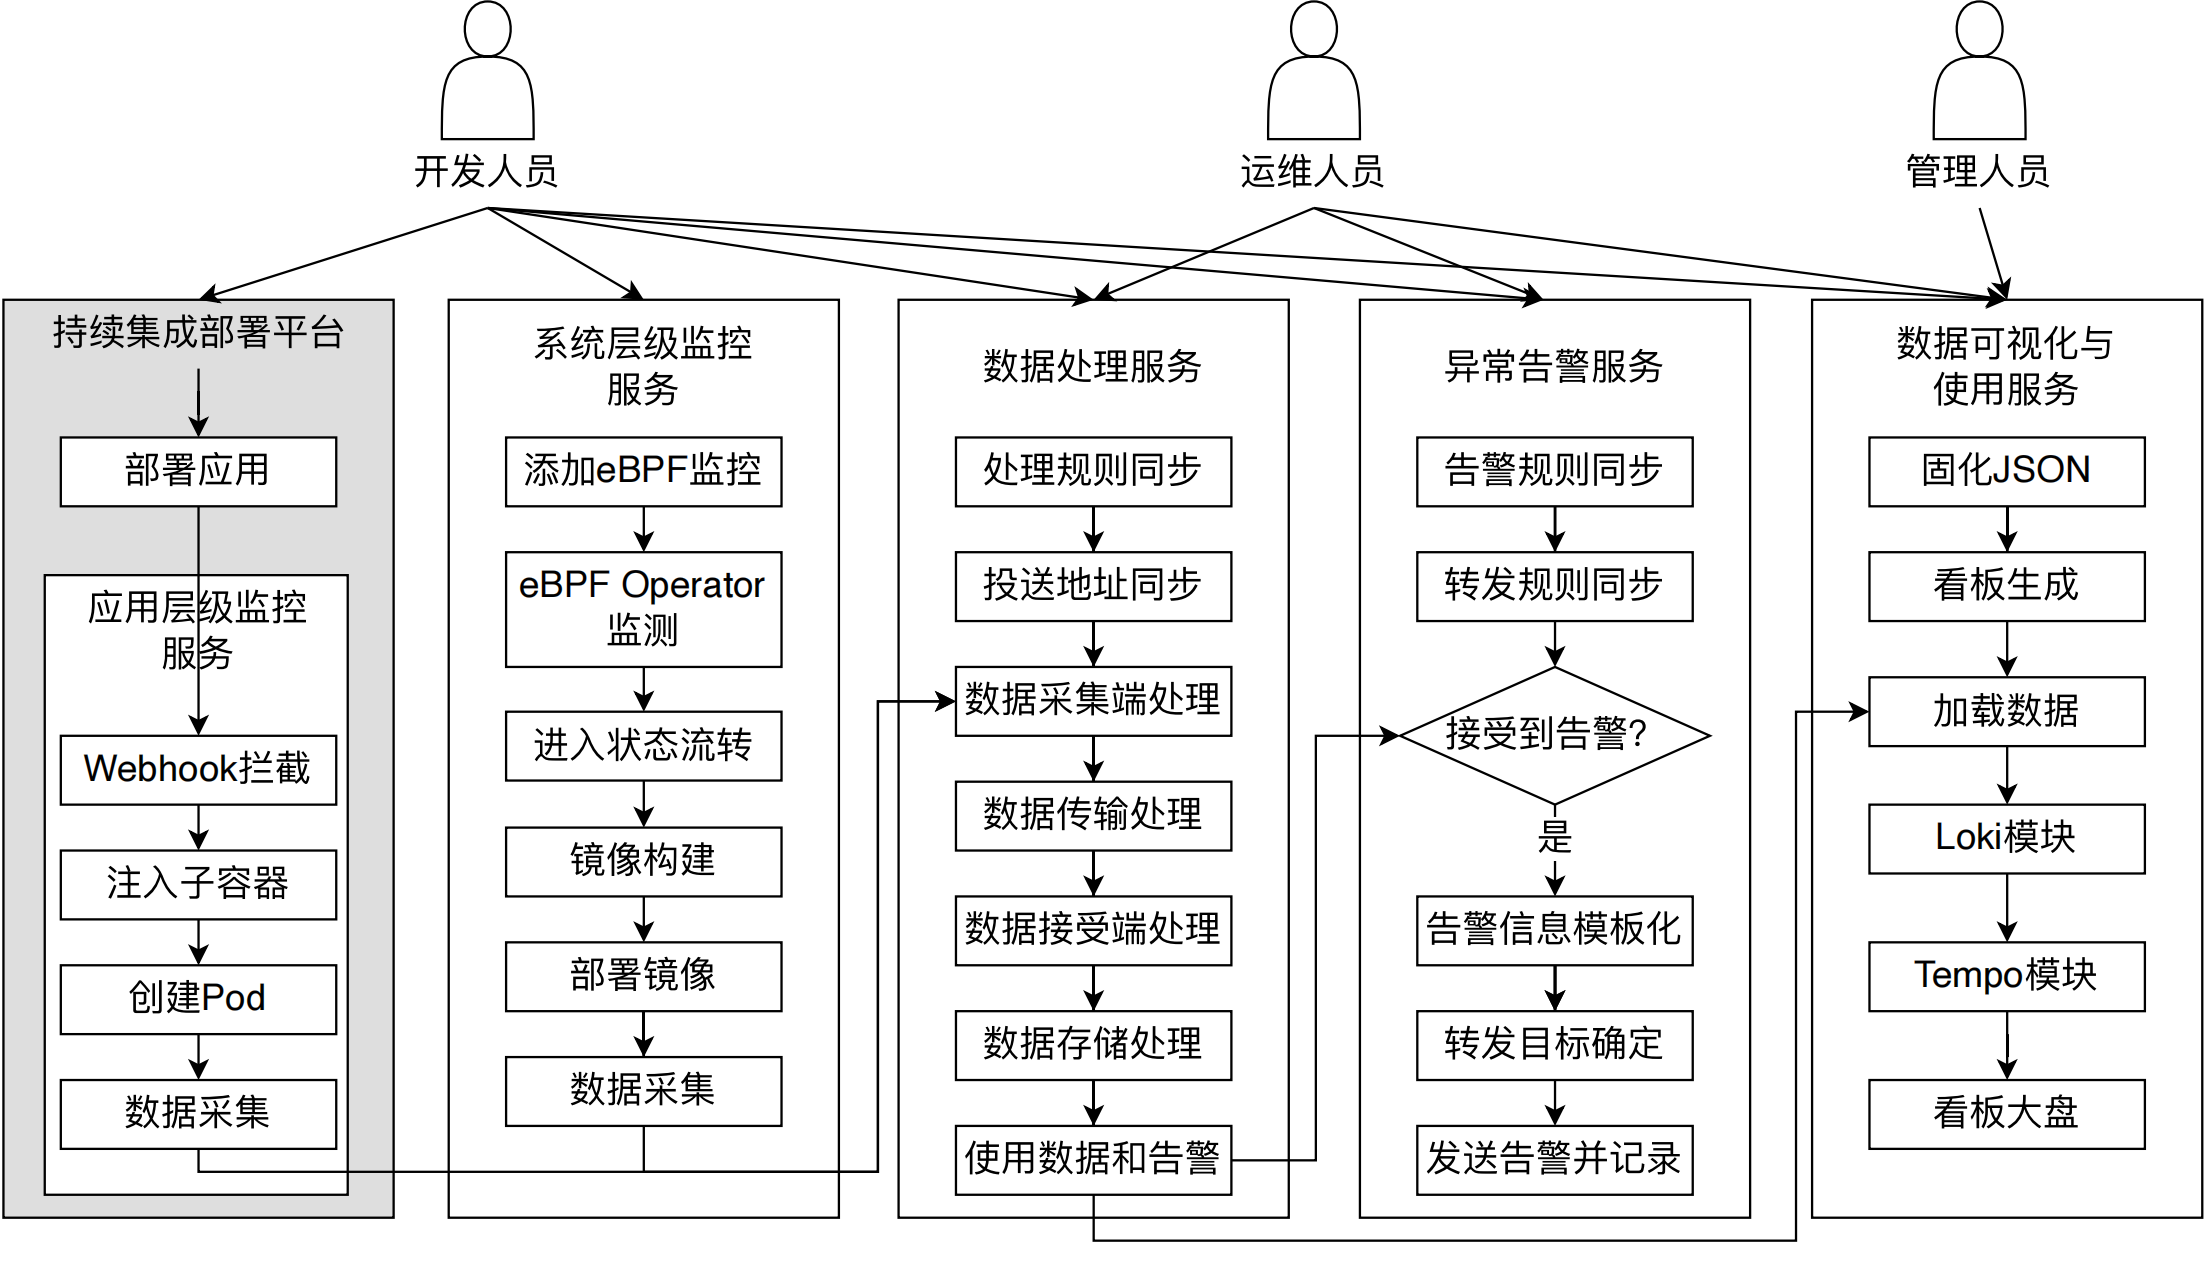 开发人员
运维人员
管理人员
持续集成部署平台
部署应用
应用层级监控
服务
Webhook拦截
注入子容器
创建Pod
数据采集
系统层级监控
服务
添加eBPF监控
eBPF Operator
监测
进入状态流转
镜像构建
部署镜像
数据采集
数据处理服务
处理规则同步
投送地址同步
数据采集端处理
数据传输处理
数据接受端处理
数据存储处理
使用数据和告警
异常告警服务
告警规则同步
转发规则同步
接受到告警?
是
告警信息模板化
转发目标确定
发送告警并记录
数据可视化与
使用服务
固化JSON
看板生成
加载数据
Loki模块
Tempo模块
看板大盘